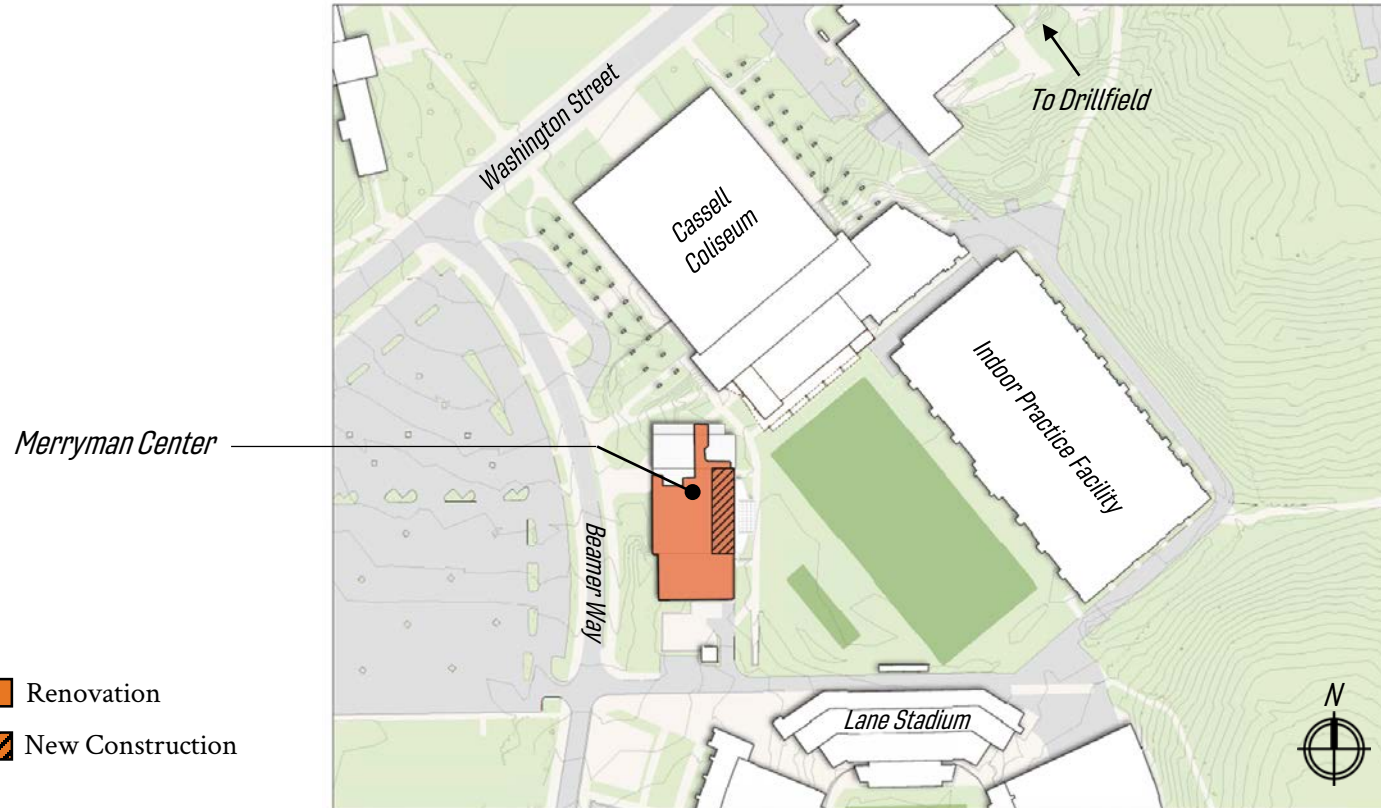 To Drillfield
Washington Street
Cassell
Coliseum
Indoor Practice Facility
Merryman Center
Beamer Way
Renovation
New Construction
Lane Stadium
N